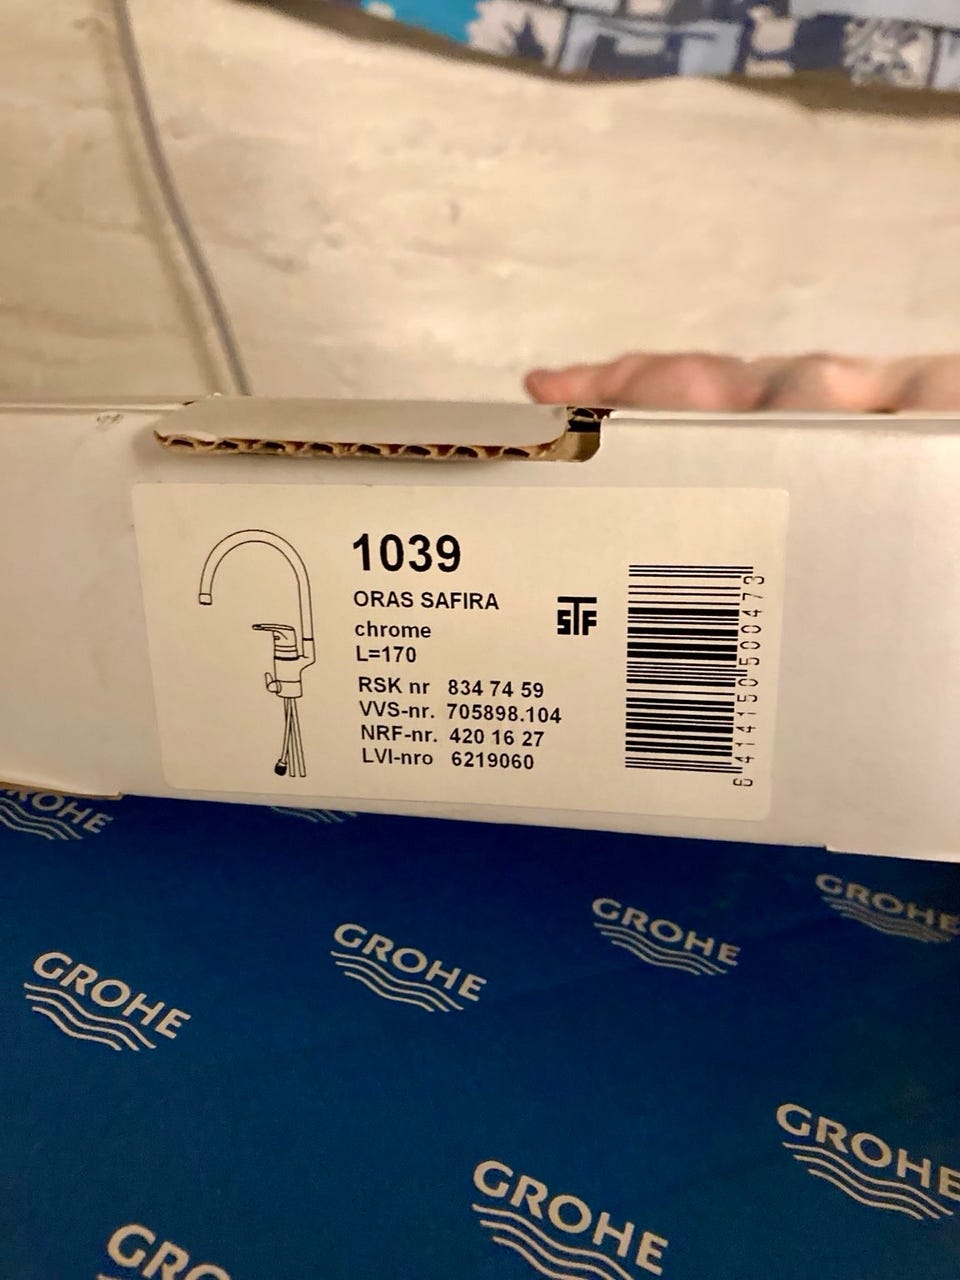 1039
ORAS SAFIRA
chrome
L=170
RSK nr 834 74 59
VVS-nr. 705898.104
NRF-nr. 420 16 27
LVI-nro 6219060
STF
6414150500473
GROHE
GROHE
GROHE
GROHE
GROHE
GROHE
GROHE